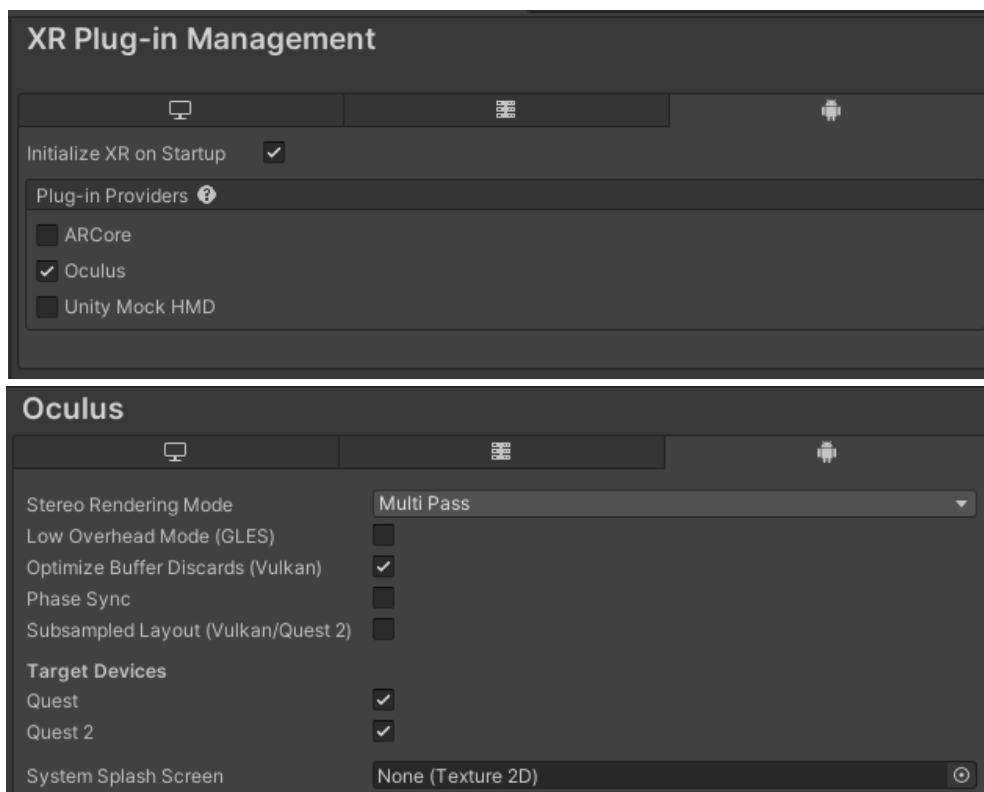 XR Plug-in Management
Initialize XR on Startup
Plug-in Providers ?
ARCore
Oculus
Unity Mock HMD
Oculus
Stereo Rendering Mode Multi Pass
Low Overhead Mode (GLES)
Optimize Buffer Discards (Vulkan)
Phase Sync
Subsampled Layout (Vulkan/Quest 2)
Target Devices
Quest
Quest 2
System Splash Screen None (Texture 2D)